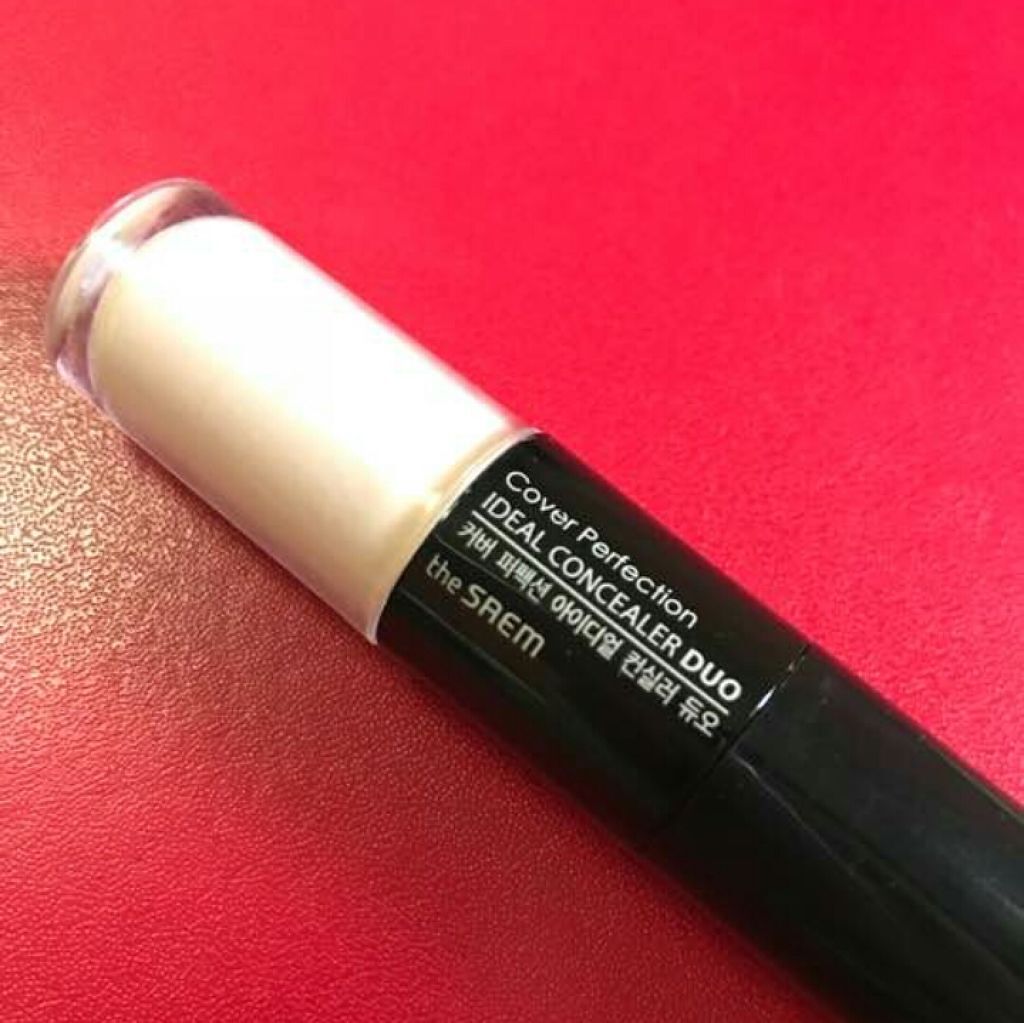 Cover Perfection
IDEAL CONCEALER DUO
커버 퍼팩션 아이디얼 컨실러 듀오
the SAEM